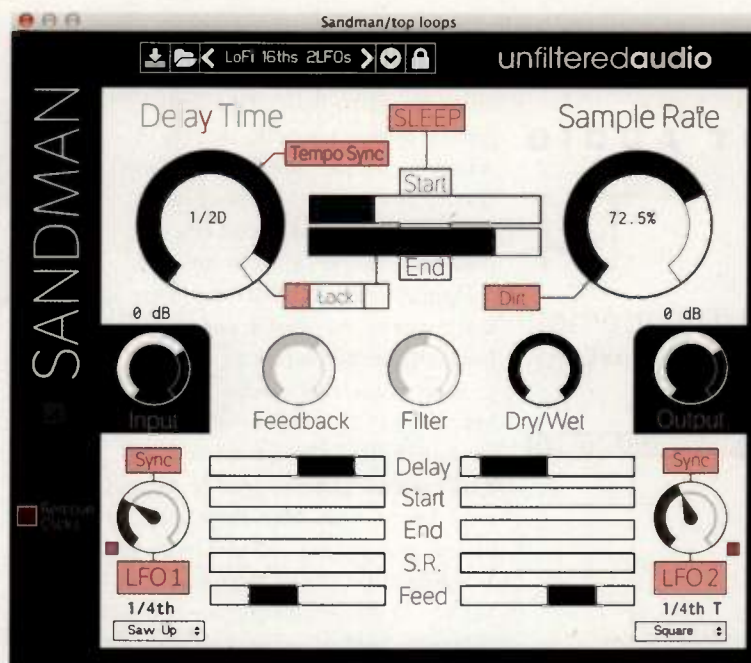 Sandman/top loops
LoFi 16ths 2LFOs
unfilteredaudio
SANDMAN
Delay Time
SLEEP
Sample Rate
Tempo Sync
Start
1/2D
72.5%
End
Lock
Dirt
0 dB
0 dB
Input
Feedback
Filter
Dry/Wet
Output
Sync
Delay
Sync
Start
Remove
Clicks
End
S.R.
LFO 1
LFO 2
Feed
1/4th
1/4th T
Saw Up
Square